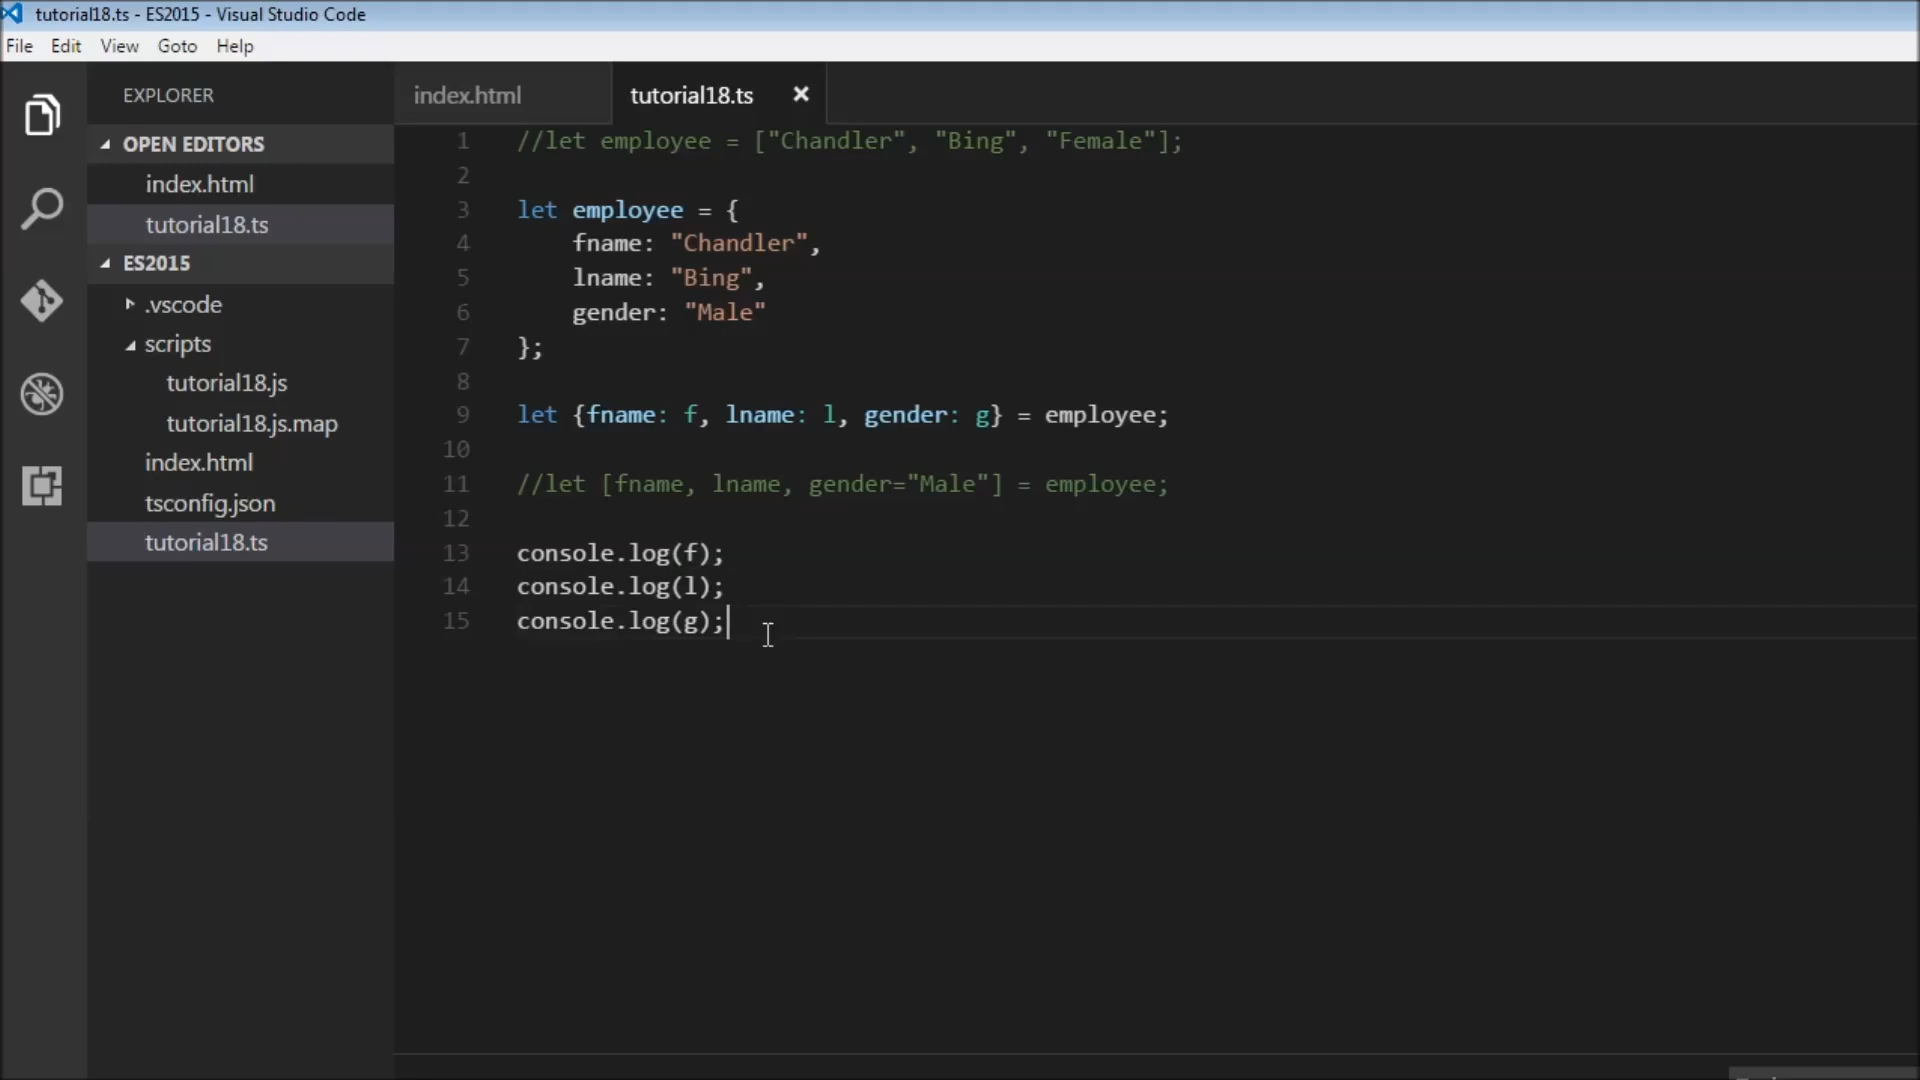 tutorial18.ts - ES2015 - Visual Studio Code
File Edit View Goto Help
EXPLORER
OPEN EDITORS
index.html
tutorial18.ts
ES2015
.vscode
scripts
tutorial18.js
tutorial18.js.map
index.html
tsconfig.json
tutorial18.ts
index.html tutorial18.ts
1 //let employee = ["Chandler", "Bing", "Female"];
2
3 let employee = {
4 fname: "Chandler",
5 lname: "Bing",
6 gender: "Male"
7 };
8
9 let {fname: f, lname: l, gender: g} = employee;
10
11 //let [fname, lname, gender="Male"] = employee;
12
13 console.log(f);
14 console.log(l);
15 console.log(g);